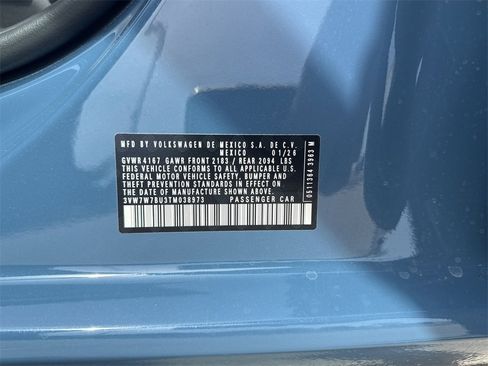 MFD BY VOLKSWAGEN DE MEXICO S.A. DE C.V.
MEXICO 01/26
GVWR 4167 GAWR FRONT 2183 / REAR 2094 LBS
THIS VEHICLE CONFORMS TO ALL APPLICABLE U.S.
FEDERAL MOTOR VEHICLE SAFETY, BUMPER AND
THEFT PREVENTION STANDARDS IN EFFECT ON THE
DATE OF MANUFACTURE SHOWN ABOVE.
3VW7W7BU3TM038973 PASSENGER CAR
0511364 3963 M